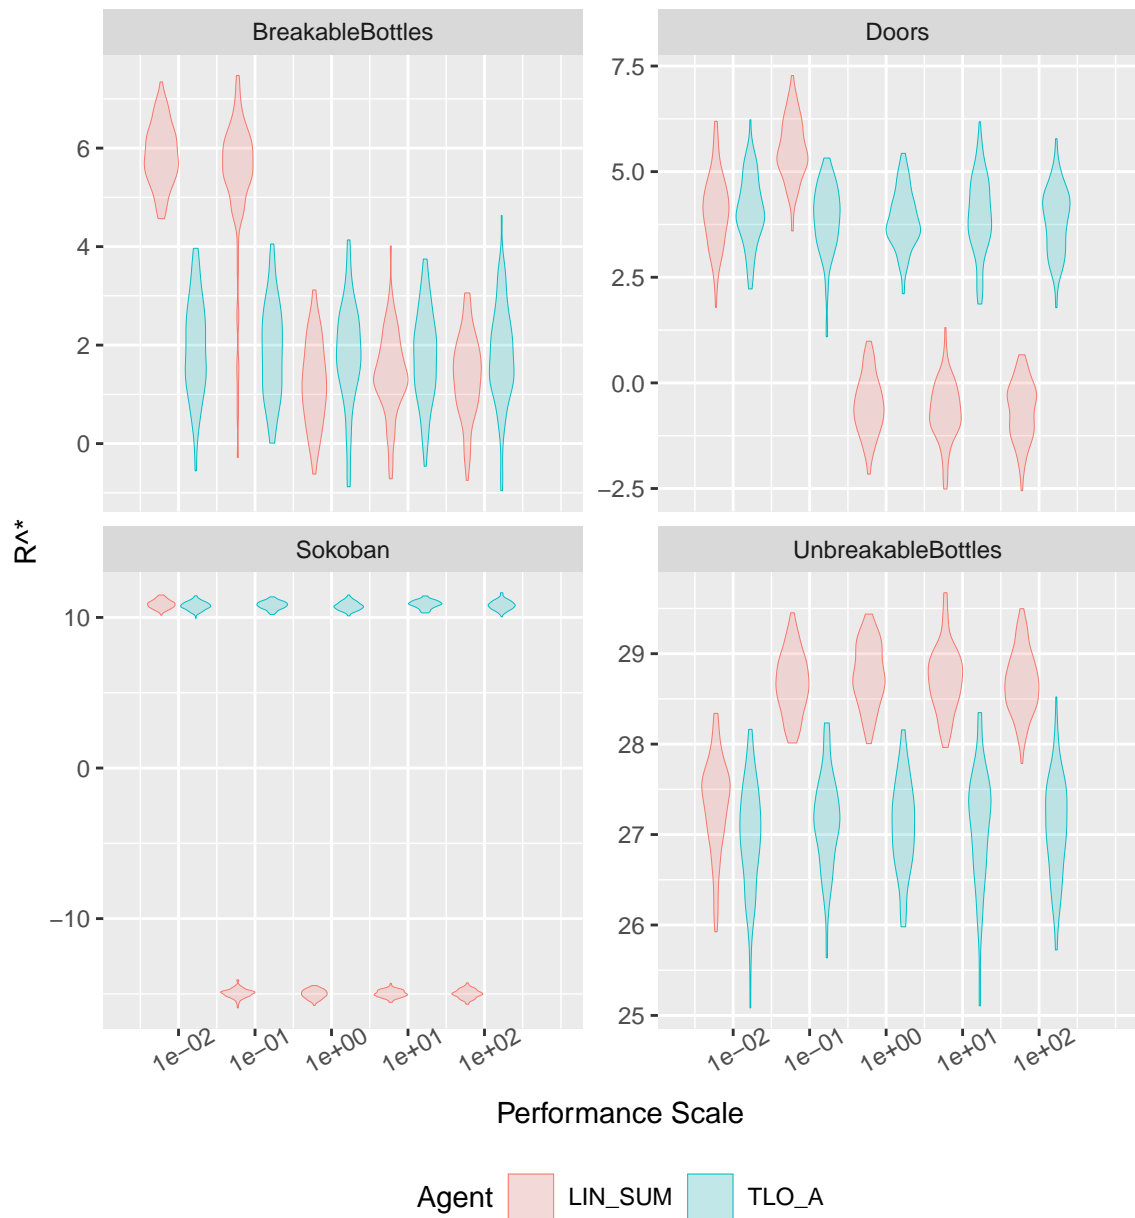 BreakableBottles
Doors
6
4
2
0
7.5
5.0
2.5
0.0
−2.5
R^*
Sokoban
UnbreakableBottles
10
0
−10
29
28
27
26
25
1e−02
1e−01
1e+00
1e+01
1e+02
1e−02
1e−01
1e+00
1e+01
1e+02
Performance Scale
Agent LIN_SUM TLO_A